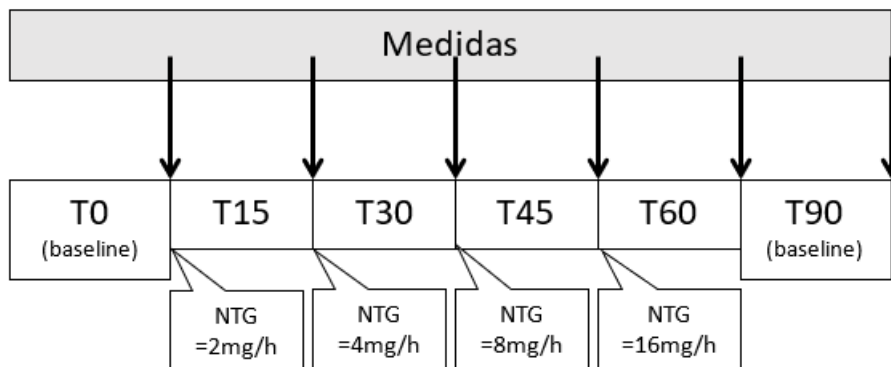 Medidas
T0
(baseline)
T15
T30
T45
T60
T90
(baseline)
NTG
=2mg/h
NTG
=4mg/h
NTG
=8mg/h
NTG
=16mg/h